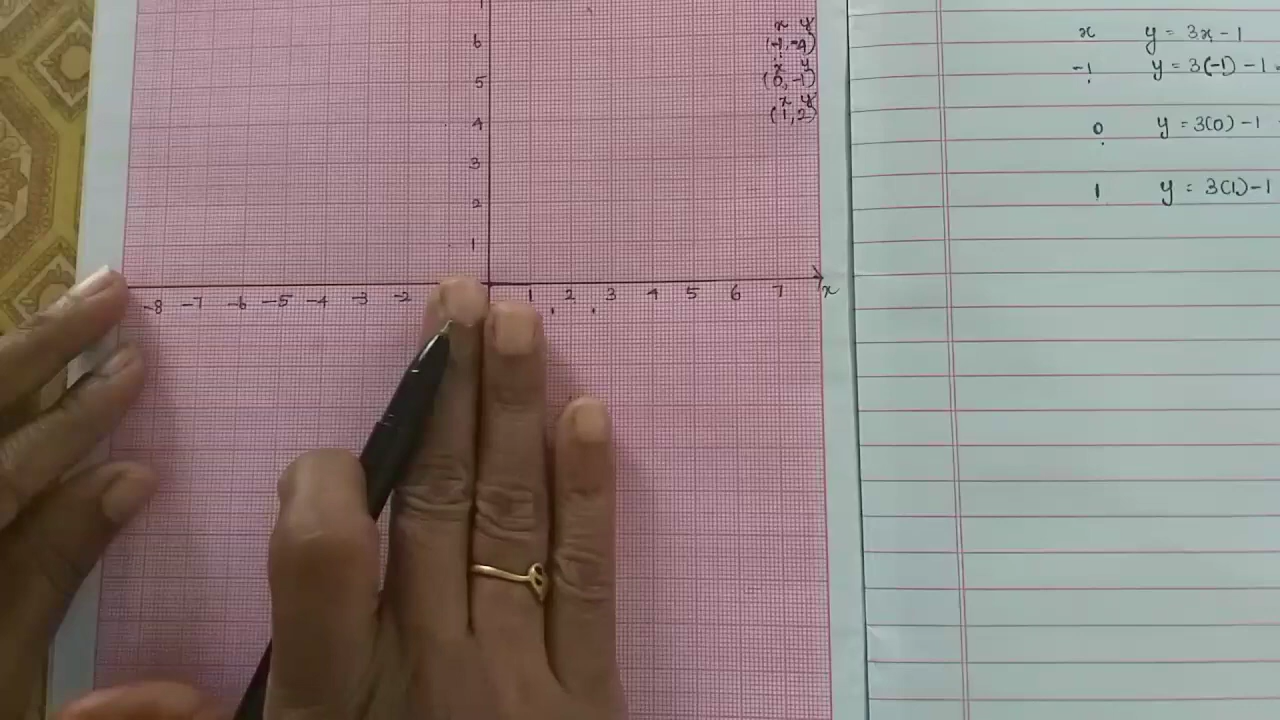 7
6
5
4
3
2
1
-8 -7 -6 -5 -4 -3 -2 1 2 3 4 5 6 7 x
x y
(-1,-4)
x y
(0,-1)
x y
(1,2)
x y = 3x - 1
-1 y = 3(-1) - 1 =
0 y = 3(0) - 1
1 y = 3(1) - 1